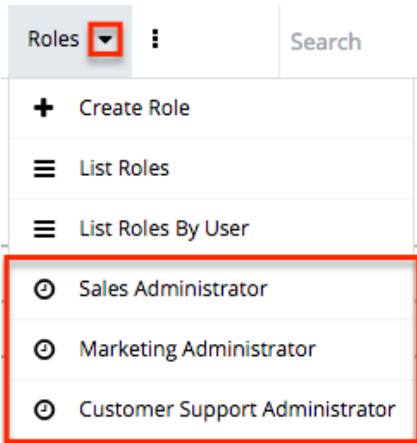 Roles Search
Create Role
List Roles
List Roles By User
Sales Administrator
Marketing Administrator
Customer Support Administrator